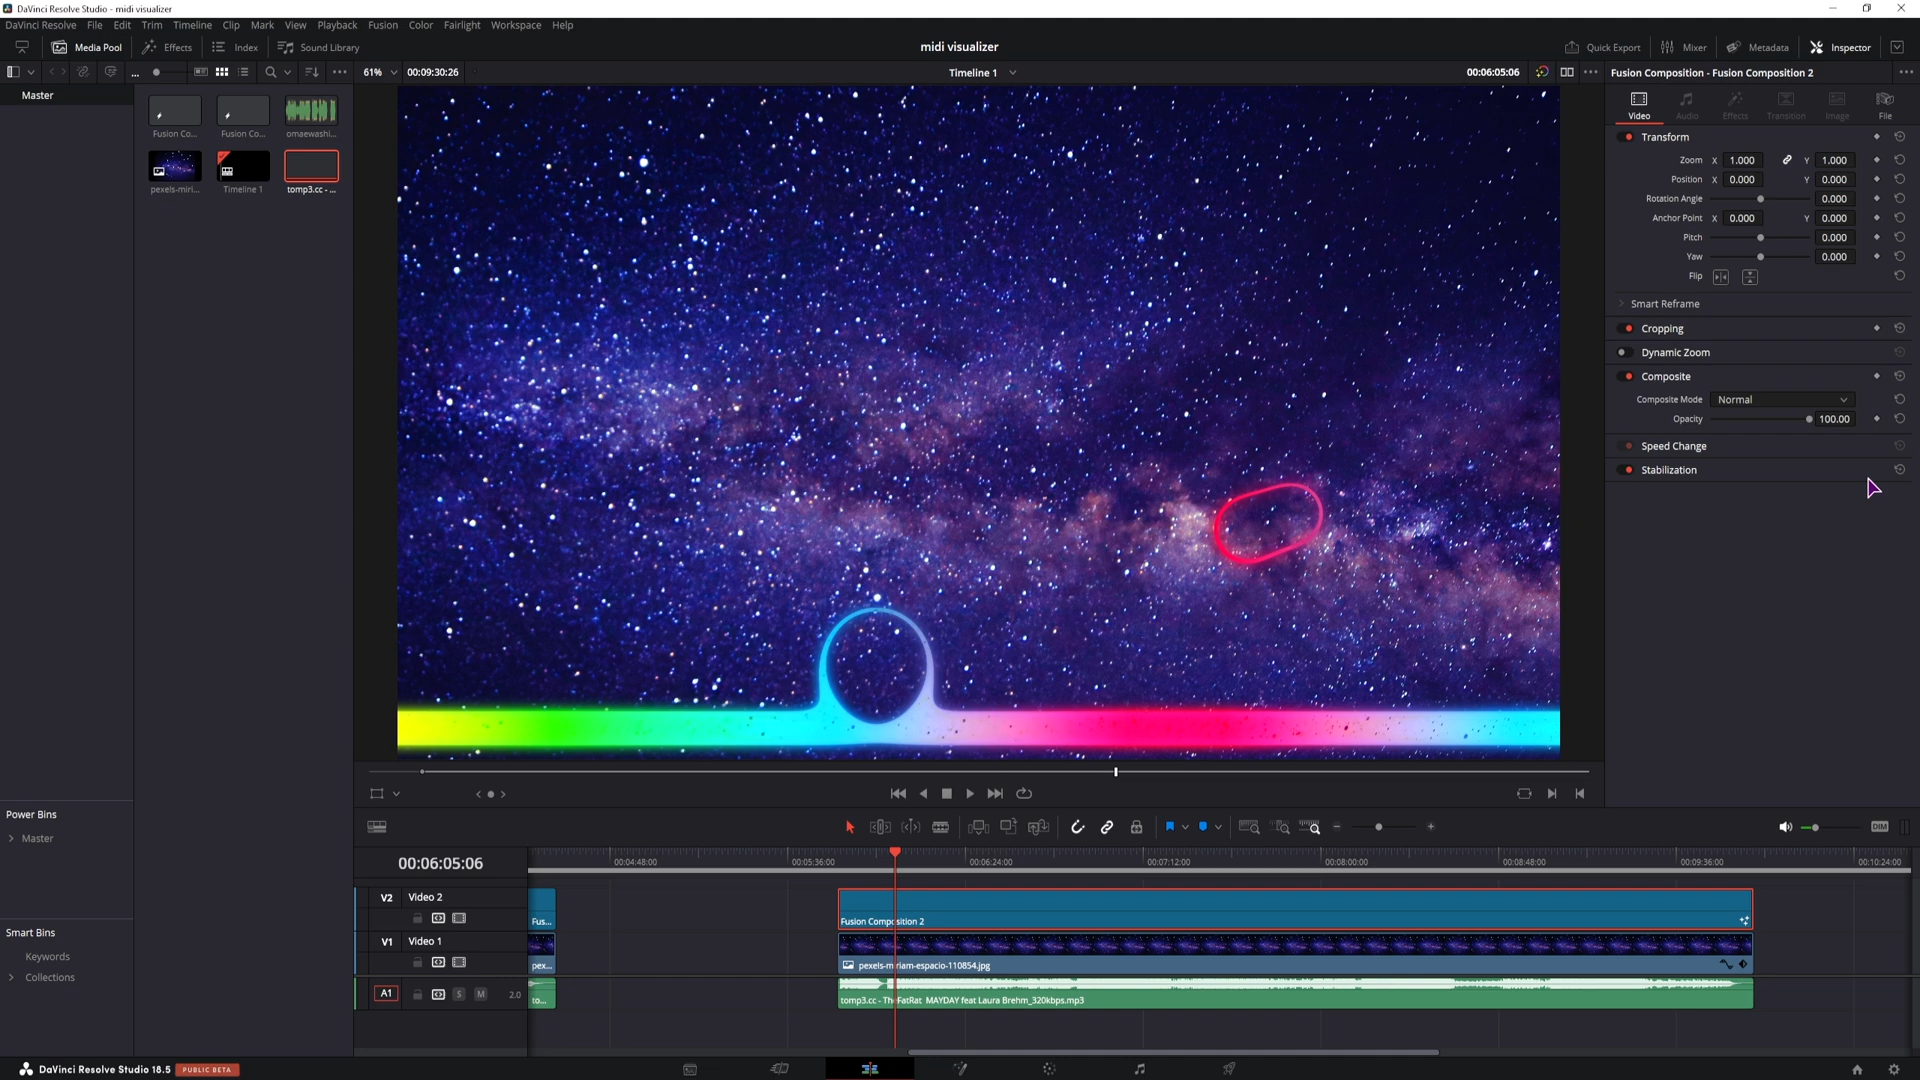 DaVinci Resolve Studio - midi visualizer
DaVinci Resolve File Edit Trim Timeline Clip Mark View Playback Fusion Color Fairlight Workspace Help
Media Pool Effects Index Sound Library midi visualizer Quick Export Mixer Metadata Inspector
... 61% 00:09:30:26 Timeline 1 00:06:05:06 Fusion Composition - Fusion Composition 2
Master
Video Audio Effects Transition Image File
Fusion Co... Fusion Co... omaewashi...
pexels-miri... Timeline 1 tomp3.cc - ...
Transform
Zoom X 1.000 Y 1.000
Position X 0.000 Y 0.000
Rotation Angle 0.000
Anchor Point X 0.000 Y 0.000
Pitch 0.000
Yaw 0.000
Flip
Smart Reframe
Cropping
Dynamic Zoom
Composite
Composite Mode Normal
Opacity 100.00
Speed Change
Stabilization
Power Bins
Master
Smart Bins
Keywords
Collections
DIM
00:06:05:06
00:04:48:00 00:05:36:00 00:06:24:00 00:07:12:00 00:08:00:00 00:08:48:00 00:09:36:00 00:10:24:00
V2 Video 2
Fus... Fusion Composition 2
V1 Video 1
pex... pexels-miriam-espacio-110854.jpg
A1 S M 2.0
to... tomp3.cc - TheFatRat MAYDAY feat Laura Brehm_320kbps.mp3
DaVinci Resolve Studio 18.5 PUBLIC BETA